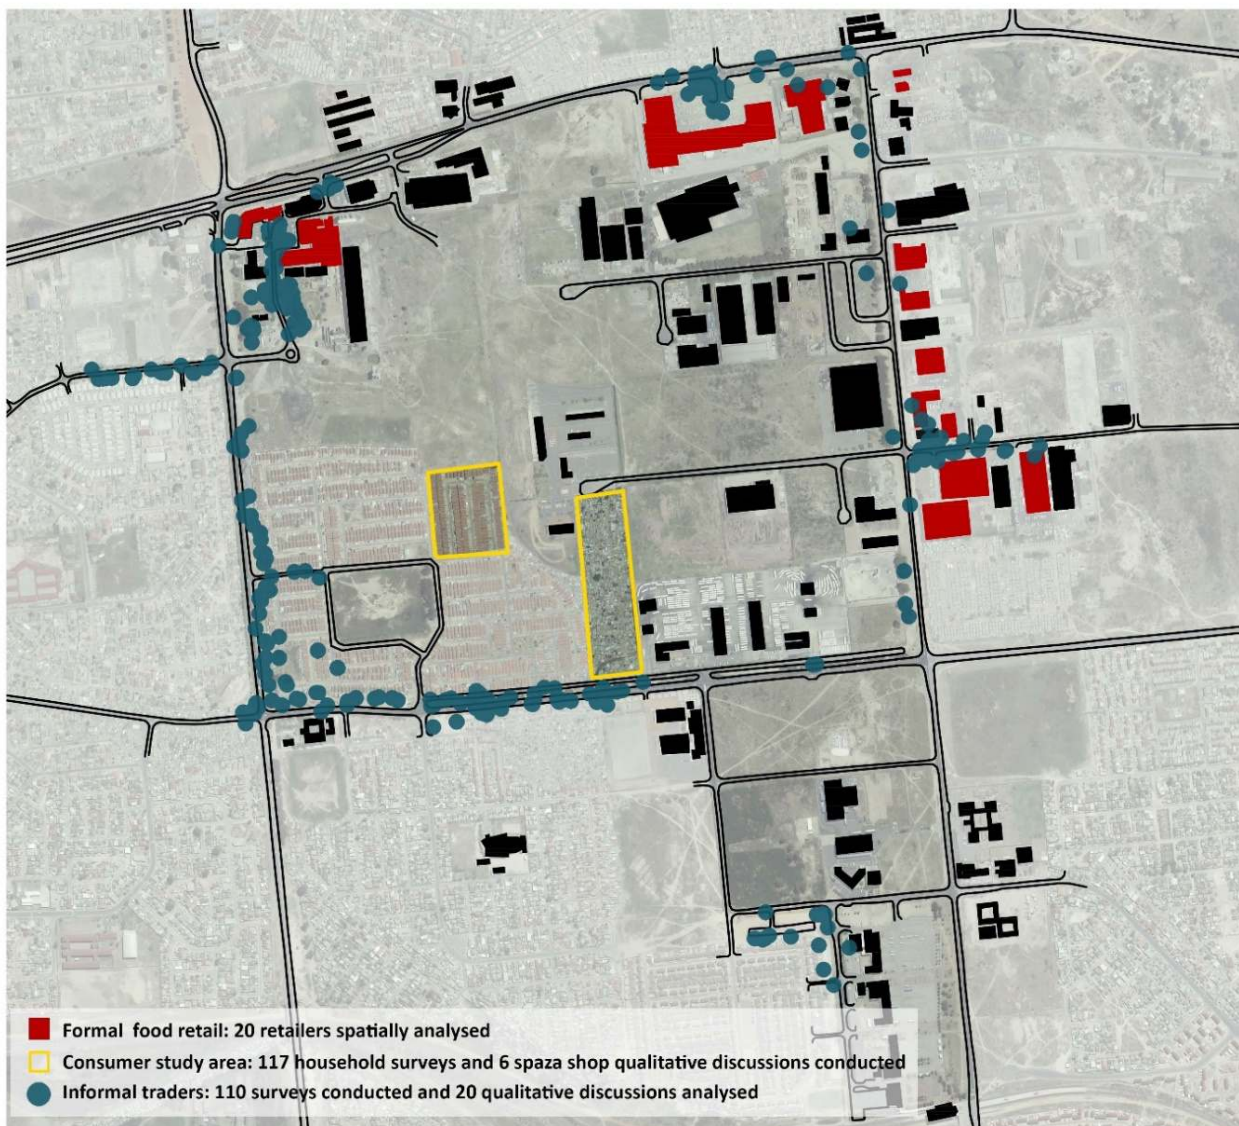 Formal food retail: 20 retailers spatially analysed
Consumer study area: 117 household surveys and 6 spaza shop qualitative discussions conducted
Informal traders: 110 surveys conducted and 20 qualitative discussions analysed